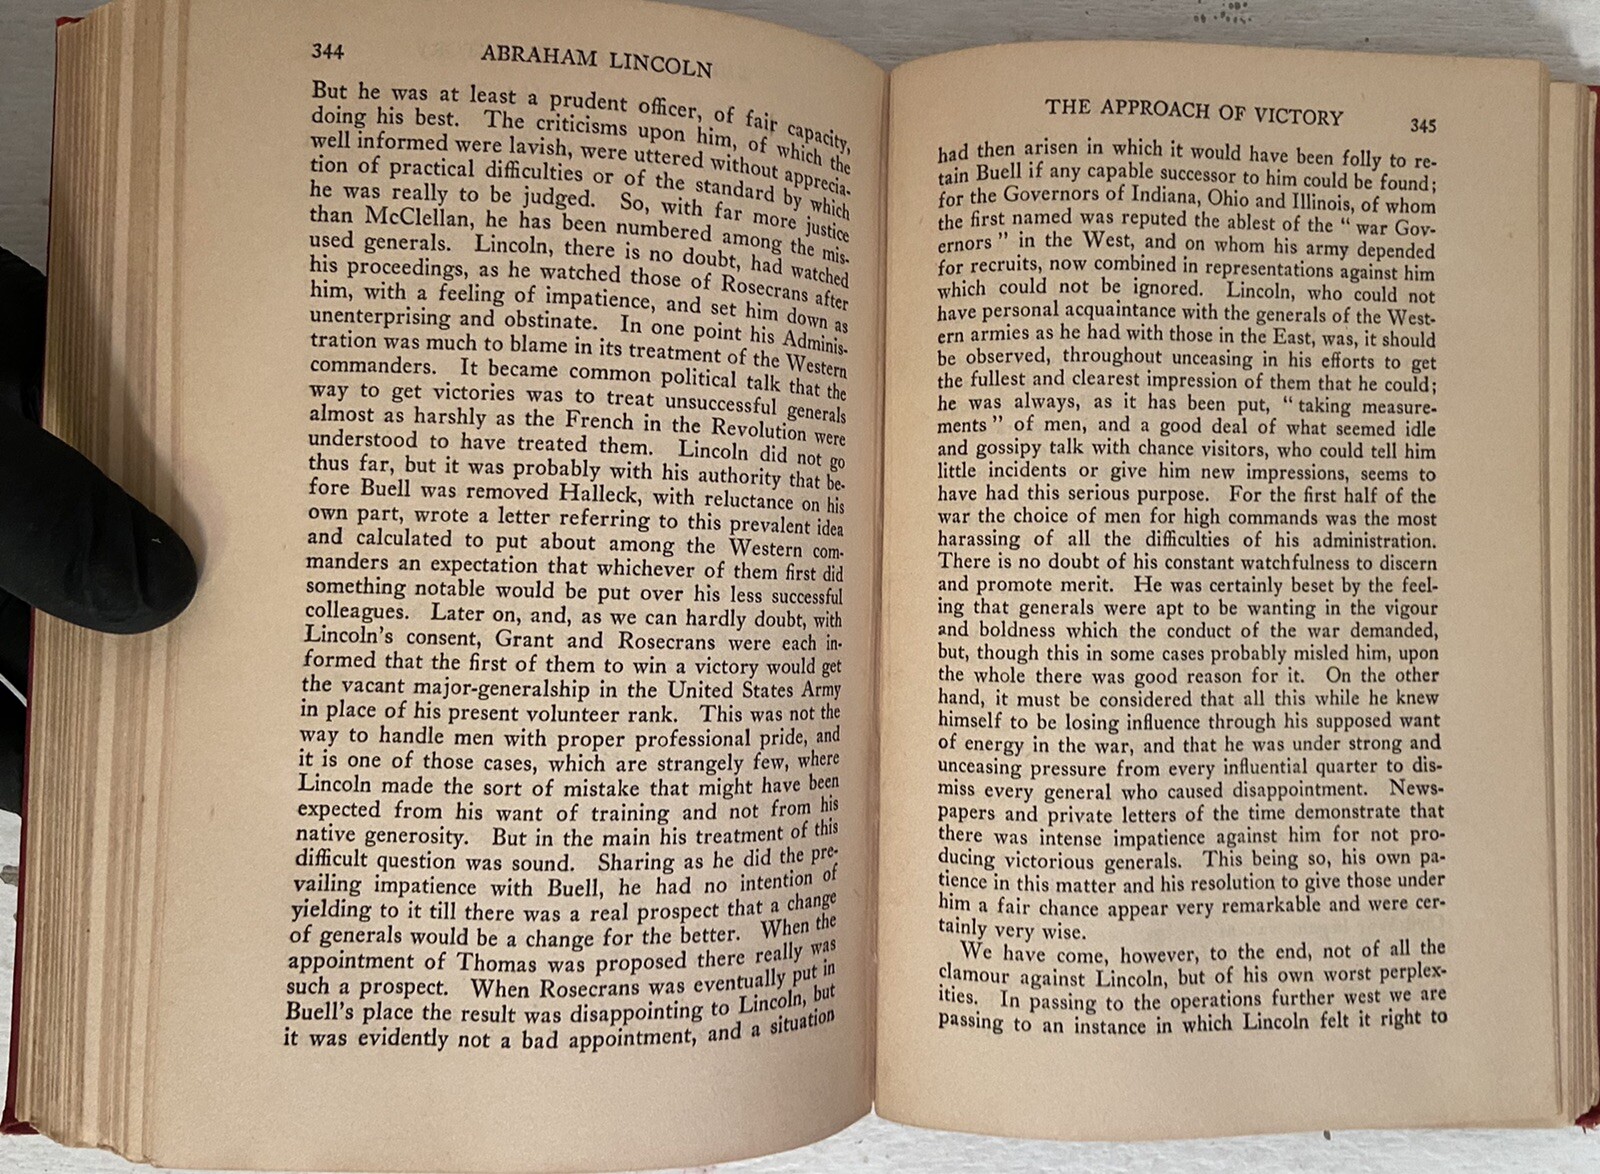 344
ABRAHAM LINCOLN
But he was at least a prudent officer, of fair capacity,
doing his best. The criticisms upon him, of which the
well informed were lavish, were uttered without apprecia-
tion of practical difficulties or of the standard by which
he was really to be judged. So, with far more justice
than McClellan, he has been numbered among the mis-
used generals. Lincoln, there is no doubt, had watched
his proceedings, as he watched those of Rosecrans after
him, with a feeling of impatience, and set him down as
unenterprising and obstinate. In one point his Adminis-
tration was much to blame in its treatment of the Western
commanders. It became common political talk that the
way to get victories was to treat unsuccessful generals
almost as harshly as the French in the Revolution were
understood to have treated them. Lincoln did not go
thus far, but it was probably with his authority that be-
fore Buell was removed Halleck, with reluctance on his
own part, wrote a letter referring to this prevalent idea
and calculated to put about among the Western com-
manders an expectation that whichever of them first did
something notable would be put over his less successful
colleagues. Later on, and, as we can hardly doubt, with
Lincoln's consent, Grant and Rosecrans were each in-
formed that the first of them to win a victory would get
the vacant major-generalship in the United States Army
in place of his present volunteer rank. This was not the
way to handle men with proper professional pride, and
it is one of those cases, which are strangely few, where
Lincoln made the sort of mistake that might have been
expected from his want of training and not from his
native generosity. But in the main his treatment of this
difficult question was sound. Sharing as he did the pre-
vailing impatience with Buell, he had no intention of
yielding to it till there was a real prospect that a change
of generals would be a change for the better. When the
appointment of Thomas was proposed there really was
such a prospect. When Rosecrans was eventually put in
Buell's place the result was disappointing to Lincoln, but
it was evidently not a bad appointment, and a situation
THE APPROACH OF VICTORY
345
had then arisen in which it would have been folly to re-
tain Buell if any capable successor to him could be found;
for the Governors of Indiana, Ohio and Illinois, of whom
the first named was reputed the ablest of the " war Gov-
ernors " in the West, and on whom his army depended
for recruits, now combined in representations against him
which could not be ignored. Lincoln, who could not
have personal acquaintance with the generals of the West-
ern armies as he had with those in the East, was, it should
be observed, throughout unceasing in his efforts to get
the fullest and clearest impression of them that he could;
he was always, as it has been put, " taking measure-
ments " of men, and a good deal of what seemed idle
and gossipy talk with chance visitors, who could tell him
little incidents or give him new impressions, seems to
have had this serious purpose. For the first half of the
war the choice of men for high commands was the most
harassing of all the difficulties of his administration.
There is no doubt of his constant watchfulness to discern
and promote merit. He was certainly beset by the feel-
ing that generals were apt to be wanting in the vigour
and boldness which the conduct of the war demanded,
but, though this in some cases probably misled him, upon
the whole there was good reason for it. On the other
hand, it must be considered that all this while he knew
himself to be losing influence through his supposed want
of energy in the war, and that he was under strong and
unceasing pressure from every influential quarter to dis-
miss every general who caused disappointment. News-
papers and private letters of the time demonstrate that
there was intense impatience against him for not pro-
ducing victorious generals. This being so, his own pa-
tience in this matter and his resolution to give those under
him a fair chance appear very remarkable and were cer-
tainly very wise.
We have come, however, to the end, not of all the
clamour against Lincoln, but of his own worst perplex-
ities. In passing to the operations further west we are
passing to an instance in which Lincoln felt it right to